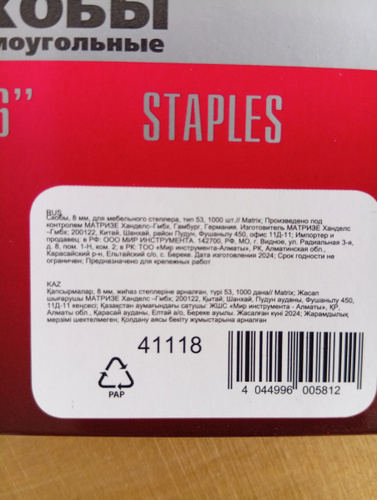 СКОБЫ
моугольные
6”
STAPLES
RUS
Скобы, 8 мм, для мебельного степлера, тип 53, 1000 шт.// Matrix; Произведено под
контролем МАТРИЗЕ Ханделс-Гмбх, Гамбург, Германия. Изготовитель МАТРИЗЕ Ханделс
-Гмбх; 200122, Китай, Шанхай, район Пудун, Фушаньлу 450, офис 11Д-11; Импортер и
продавец: в РФ: ООО МИР ИНСТРУМЕНТА. 142700, РФ, МО, г. Видное, ул. Радиальная 3-я,
д. 8, пом. 1-Н, ком. 2, в РК: ТОО «Мир инструмента-Алматы», РК, Алматинская обл.,
Карасайский р-н, Ельтайский с/о, с. Береке. Дата изготовления 2024; Срок годности не
ограничен; Предназначено для крепежных работ
KAZ
Қапсырмалар, 8 мм, жиһаз степлеріне арналған, түрі 53, 1000 дана// Matrix; Жасап
шығарушы МАТРИЗЕ Ханделс -Гмбх; 200122, Қытай, Шанхай, Пудун ауданы, Фушаньлу 450,
11Д-11 кеңсесі; Қазақстан аумағындағы сатушы: ЖШС «Мир инструмента - Алматы», ҚР,
Алматы обл., Қарасай ауданы, Елтай а/о, Береке ауылы. Жасалған күні 2024; Жарамдылық
мерзімі шектелмеген; Қолдану аясы бекіту жұмыстарына арналған
41118
PAP
4 044996 005812